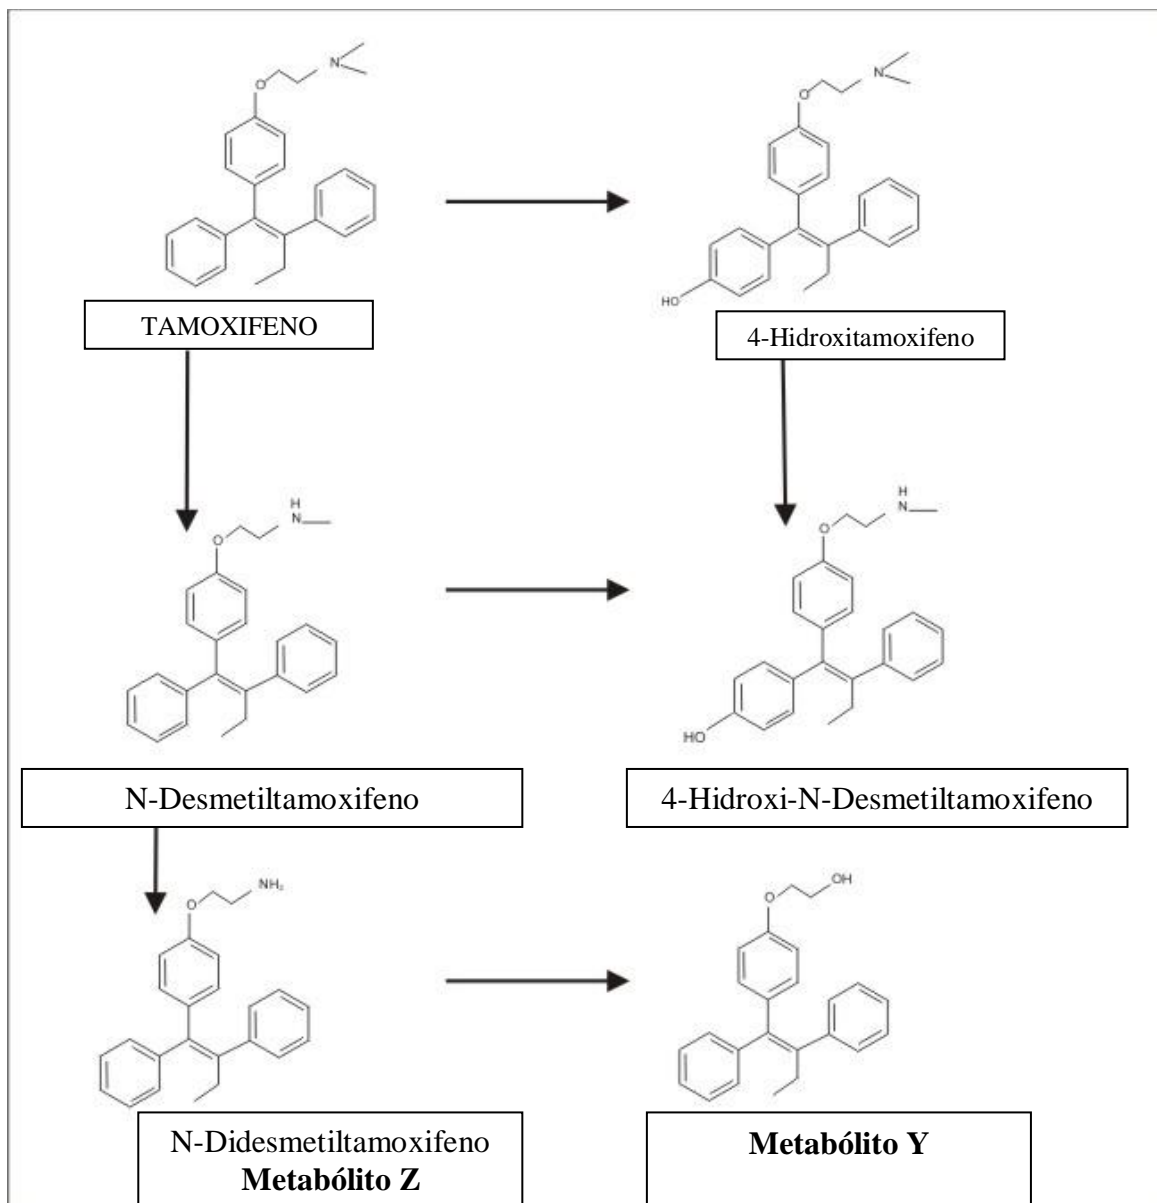 N
O
N
O
HO
TAMOXIFENO
4-Hidroxitamoxifeno
H
N
O
H
N
O
HO
N-Desmetiltamoxifeno
4-Hidroxi-N-Desmetiltamoxifeno
NH₂
O
OH
O
N-Didesmetiltamoxifeno
Metabólito Z
Metabólito Y